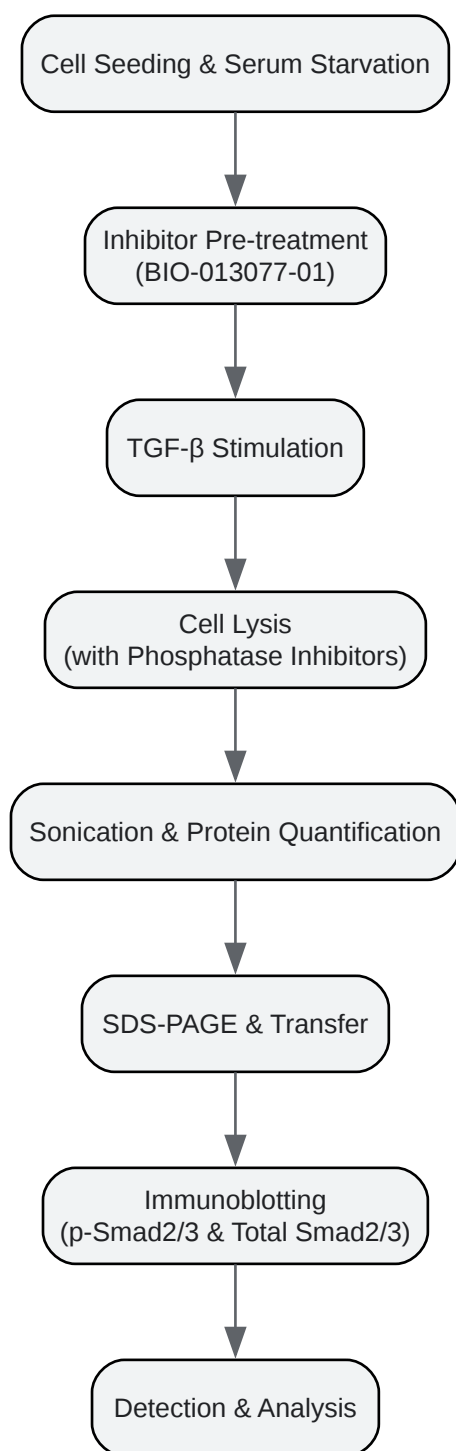 Cell Seeding & Serum Starvation
Inhibitor Pre-treatment
(BIO-013077-01)
TGF-β Stimulation
Cell Lysis
(with Phosphatase Inhibitors)
Sonication & Protein Quantification
SDS-PAGE & Transfer
Immunoblotting
(p-Smad2/3 & Total Smad2/3)
Detection & Analysis